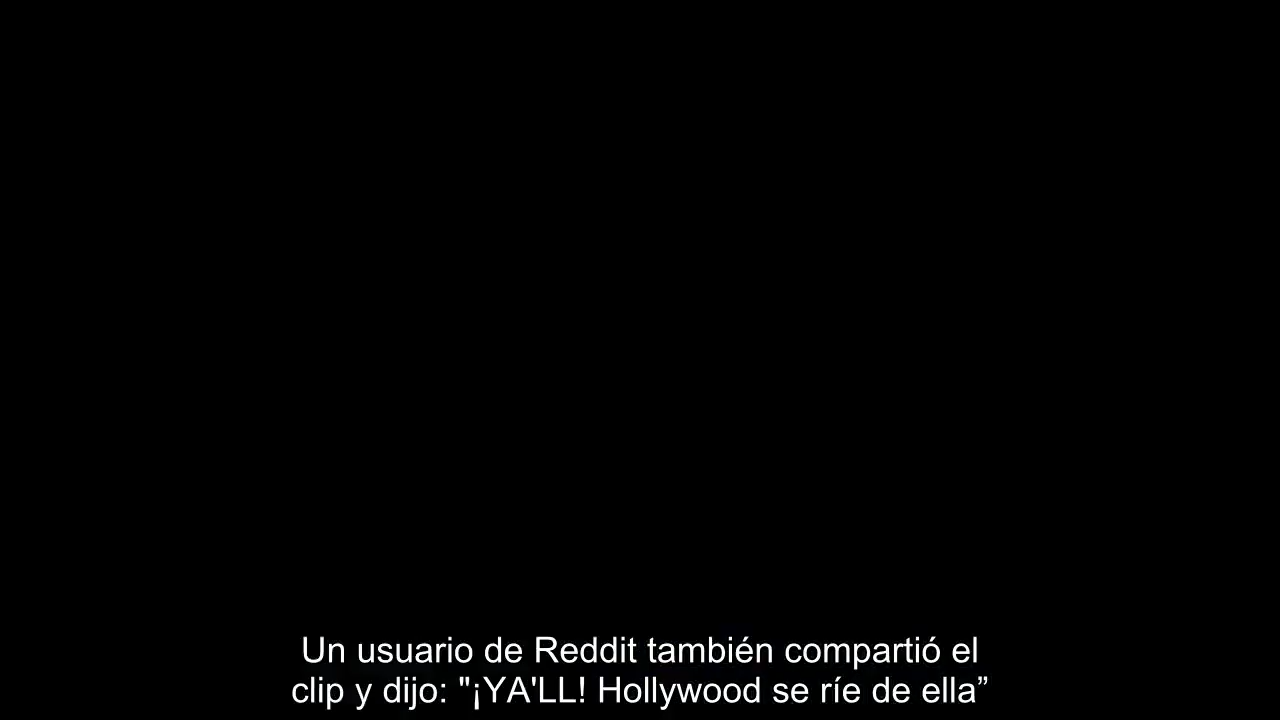 Un usuario de Reddit también compartió el
clip y dijo: "¡YA'LL! Hollywood se ríe de ella”